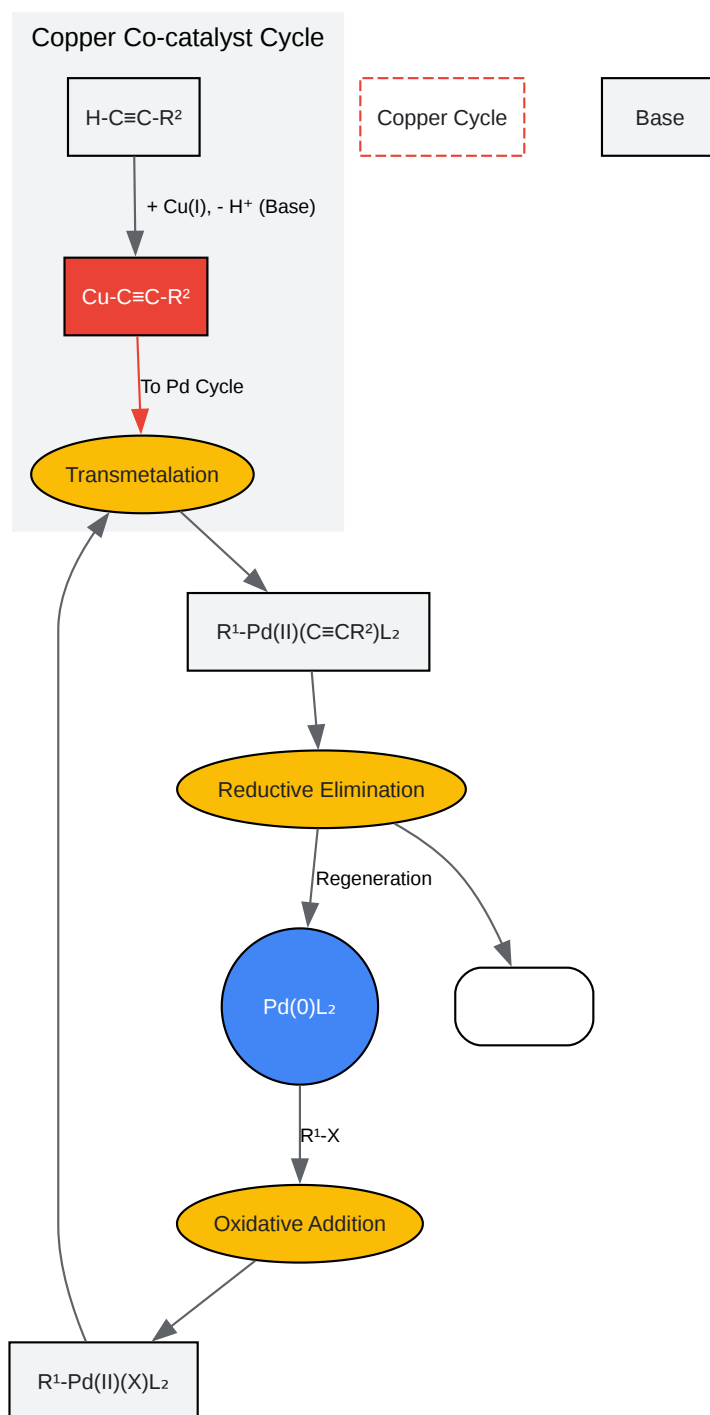 Copper Co-catalyst Cycle
H-C≡C-R²
Copper Cycle
Base
+ Cu(I), - H⁺ (Base)
Cu-C≡C-R²
To Pd Cycle
Transmetalation
R¹-Pd(II)(C≡CR²)L₂
Reductive Elimination
Regeneration
Pd(0)L₂
R¹-X
Oxidative Addition
R¹-Pd(II)(X)L₂